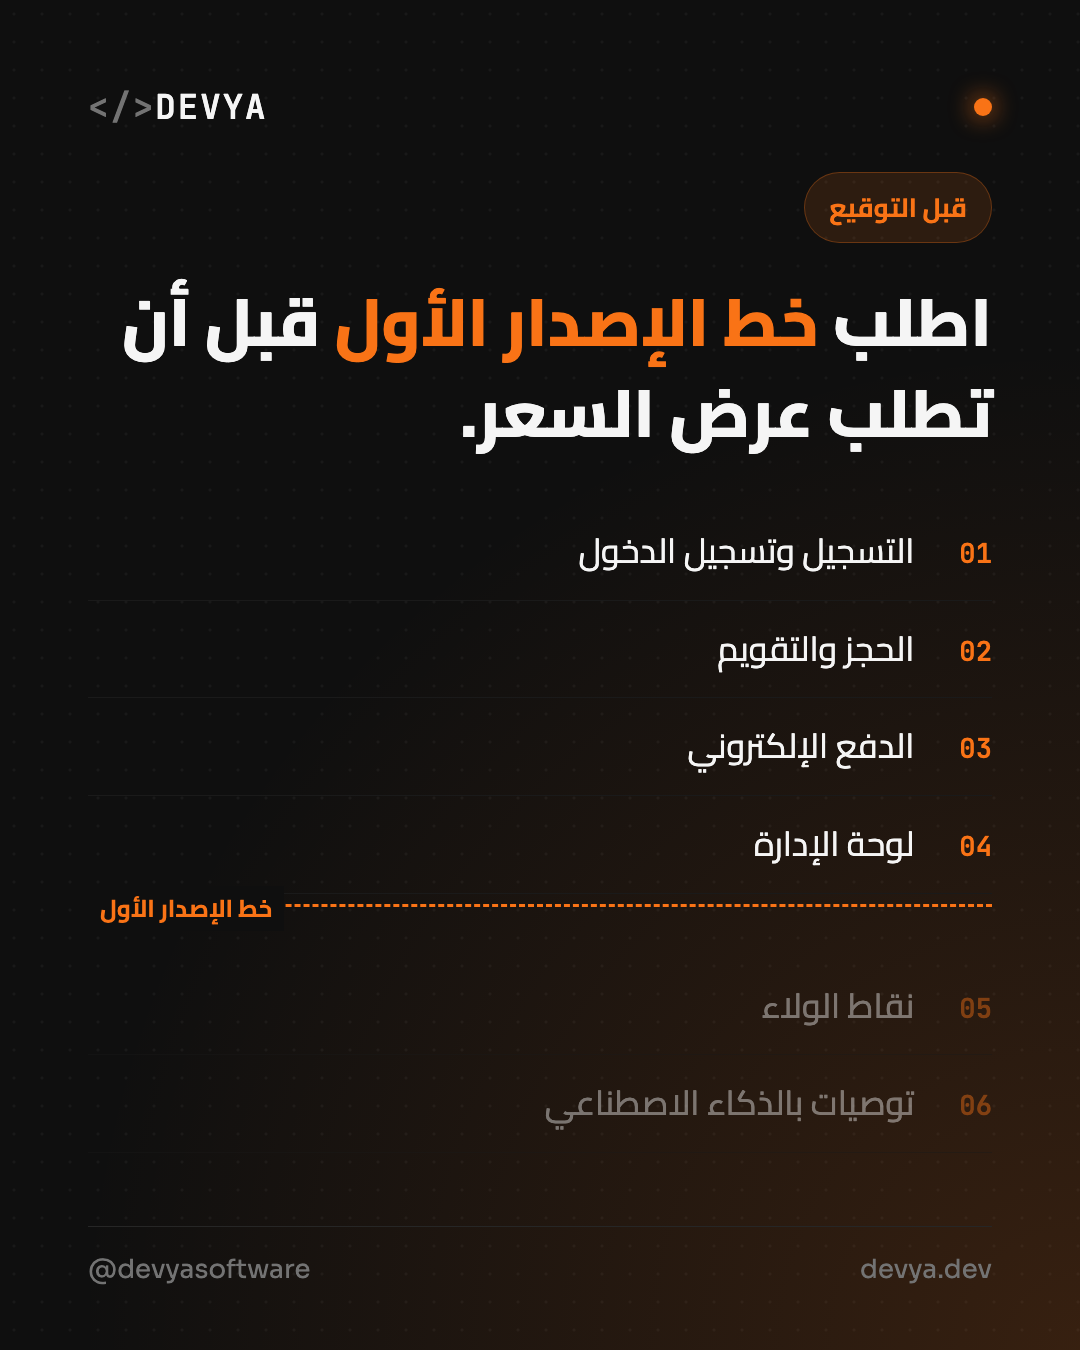 </>DEVYA
قبل التوقيع
اطلب خط الإصدار الأول قبل أن
تطلب عرض السعر.
01 التسجيل وتسجيل الدخول
02 الحجز والتقويم
03 الدفع الإلكتروني
04 لوحة الإدارة
خط الإصدار الأول
05 نقاط الولاء
06 توصيات بالذكاء الاصطناعي
@devyasoftware
devya.dev